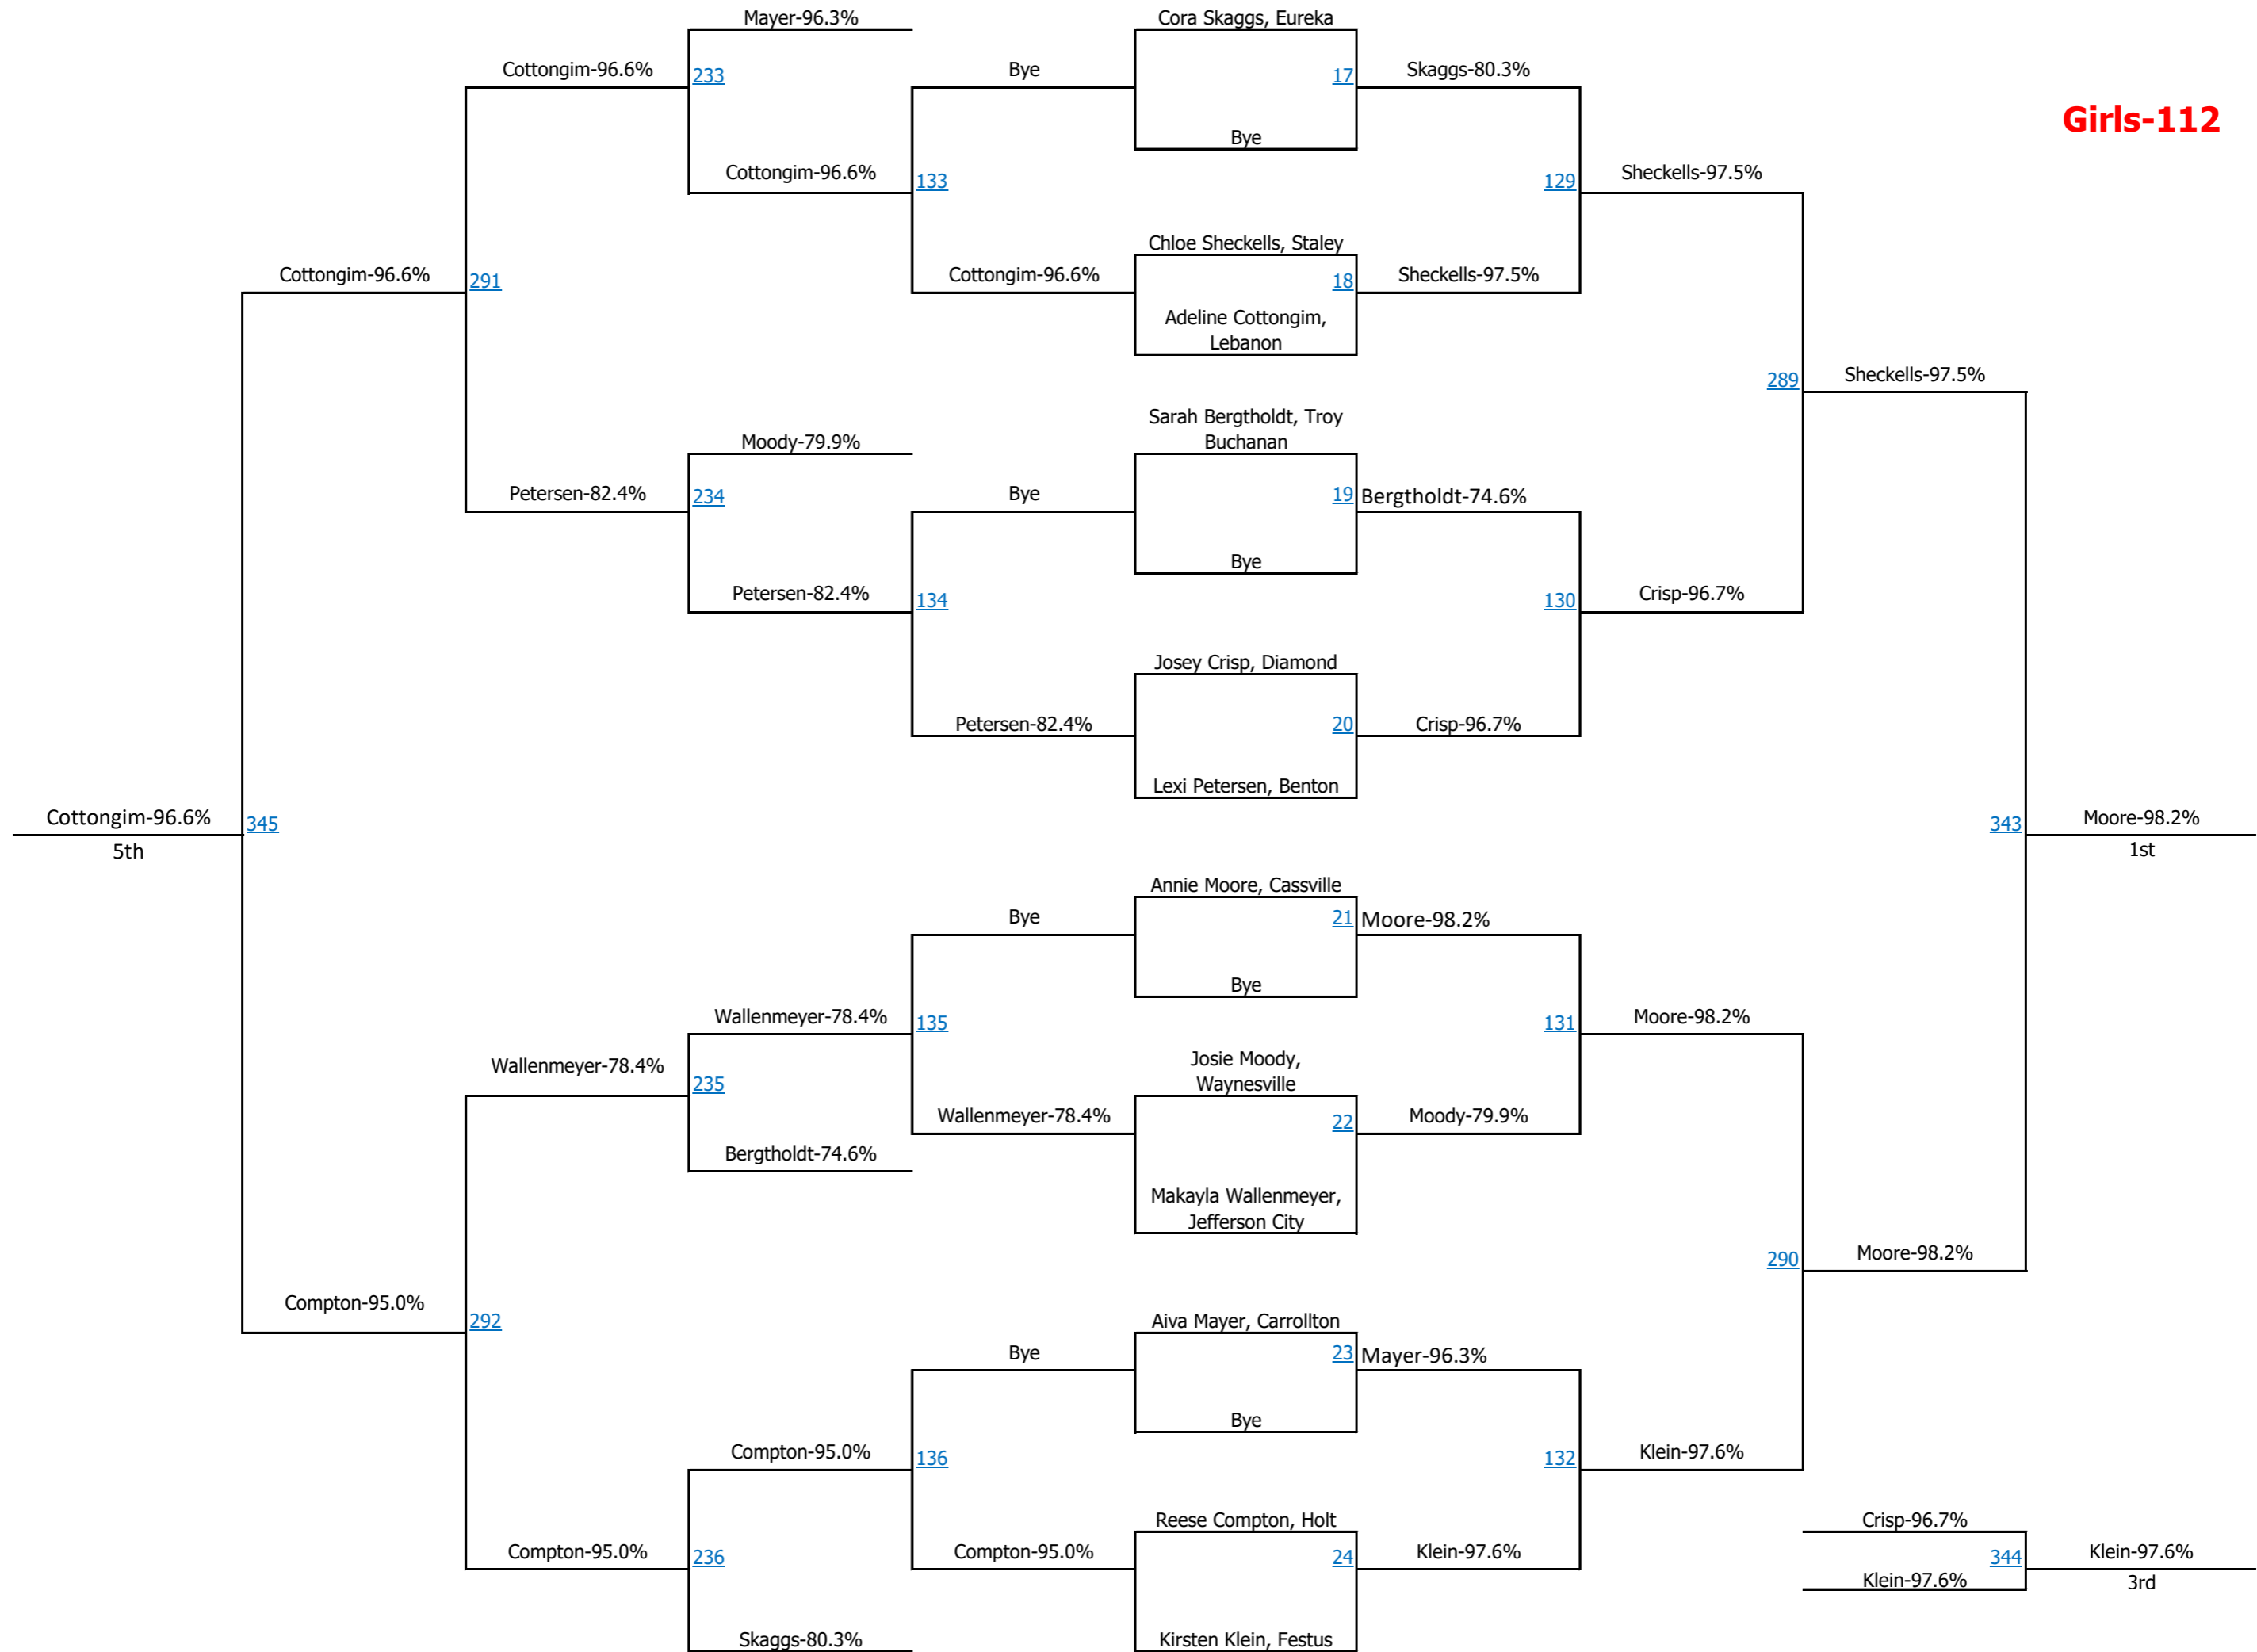 Mayer-96.3%
Cora Skaggs, Eureka
Cottongim-96.6%
233
Bye
17
Skaggs-80.3%
Girls-112
Bye
Cottongim-96.6%
133
129
Sheckells-97.5%
Chloe Sheckells, Staley
Cottongim-96.6%
291
Cottongim-96.6%
18
Sheckells-97.5%
Adeline Cottongim,
Lebanon
289
Sheckells-97.5%
Sarah Bergtholdt, Troy
Buchanan
Moody-79.9%
Petersen-82.4%
234
Bye
19
Bergtholdt-74.6%
Bye
Petersen-82.4%
134
130
Crisp-96.7%
Josey Crisp, Diamond
Petersen-82.4%
20
Crisp-96.7%
Lexi Petersen, Benton
Cottongim-96.6%
345
343
Moore-98.2%
5th
1st
Annie Moore, Cassville
Bye
21
Moore-98.2%
Bye
Wallenmeyer-78.4%
135
131
Moore-98.2%
Wallenmeyer-78.4%
235
Josie Moody,
Waynesville
Wallenmeyer-78.4%
22
Moody-79.9%
Bergtholdt-74.6%
Makayla Wallenmeyer,
Jefferson City
290
Moore-98.2%
Compton-95.0%
292
Aiva Mayer, Carrollton
Bye
23
Mayer-96.3%
Bye
Compton-95.0%
136
132
Klein-97.6%
Reese Compton, Holt
Crisp-96.7%
Compton-95.0%
236
Compton-95.0%
24
Klein-97.6%
344
Klein-97.6%
Klein-97.6%
3rd
Skaggs-80.3%
Kirsten Klein, Festus